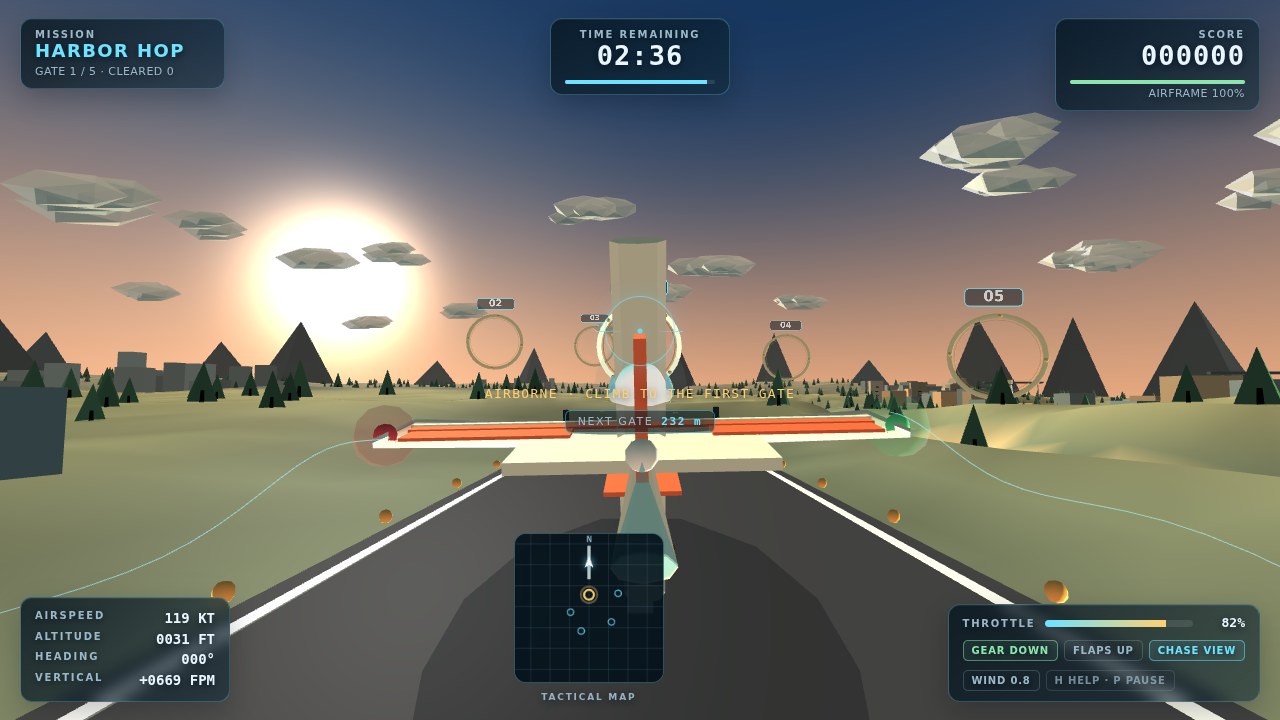 MISSION
HARBOR HOP
GATE 1 / 5 · CLEARED 0
TIME REMAINING
02:36
SCORE
000000
AIRFRAME 100%
02
03
04
05
AIRBORNE — CLIMB TO THE FIRST GATE
NEXT GATE 232 m
N
TACTICAL MAP
AIRSPEED 119 KT
ALTITUDE 0031 FT
HEADING 000°
VERTICAL +0669 FPM
THROTTLE 82%
GEAR DOWN FLAPS UP CHASE VIEW
WIND 0.8 H HELP · P PAUSE